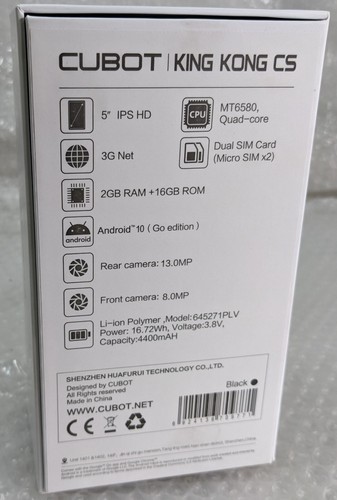 CUBOT | KING KONG CS
5" IPS HD
CPU
MT6580,
Quad-core
3G Net
Dual SIM Card
(Micro SIM x2)
2GB RAM +16GB ROM
android
Android™10 ( Go edition )
Rear camera: 13.0MP
Front camera: 8.0MP
Li-ion Polymer ,Model:645271PLV
Power: 16.72Wh, Voltage:3.8V,
Capacity:4400mAH
SHENZHEN HUAFURUI TECHNOLOGY CO.,LTD.
Designed by CUBOT
All Rights reserved
Made in China
WWW.CUBOT.NET
Black
CE